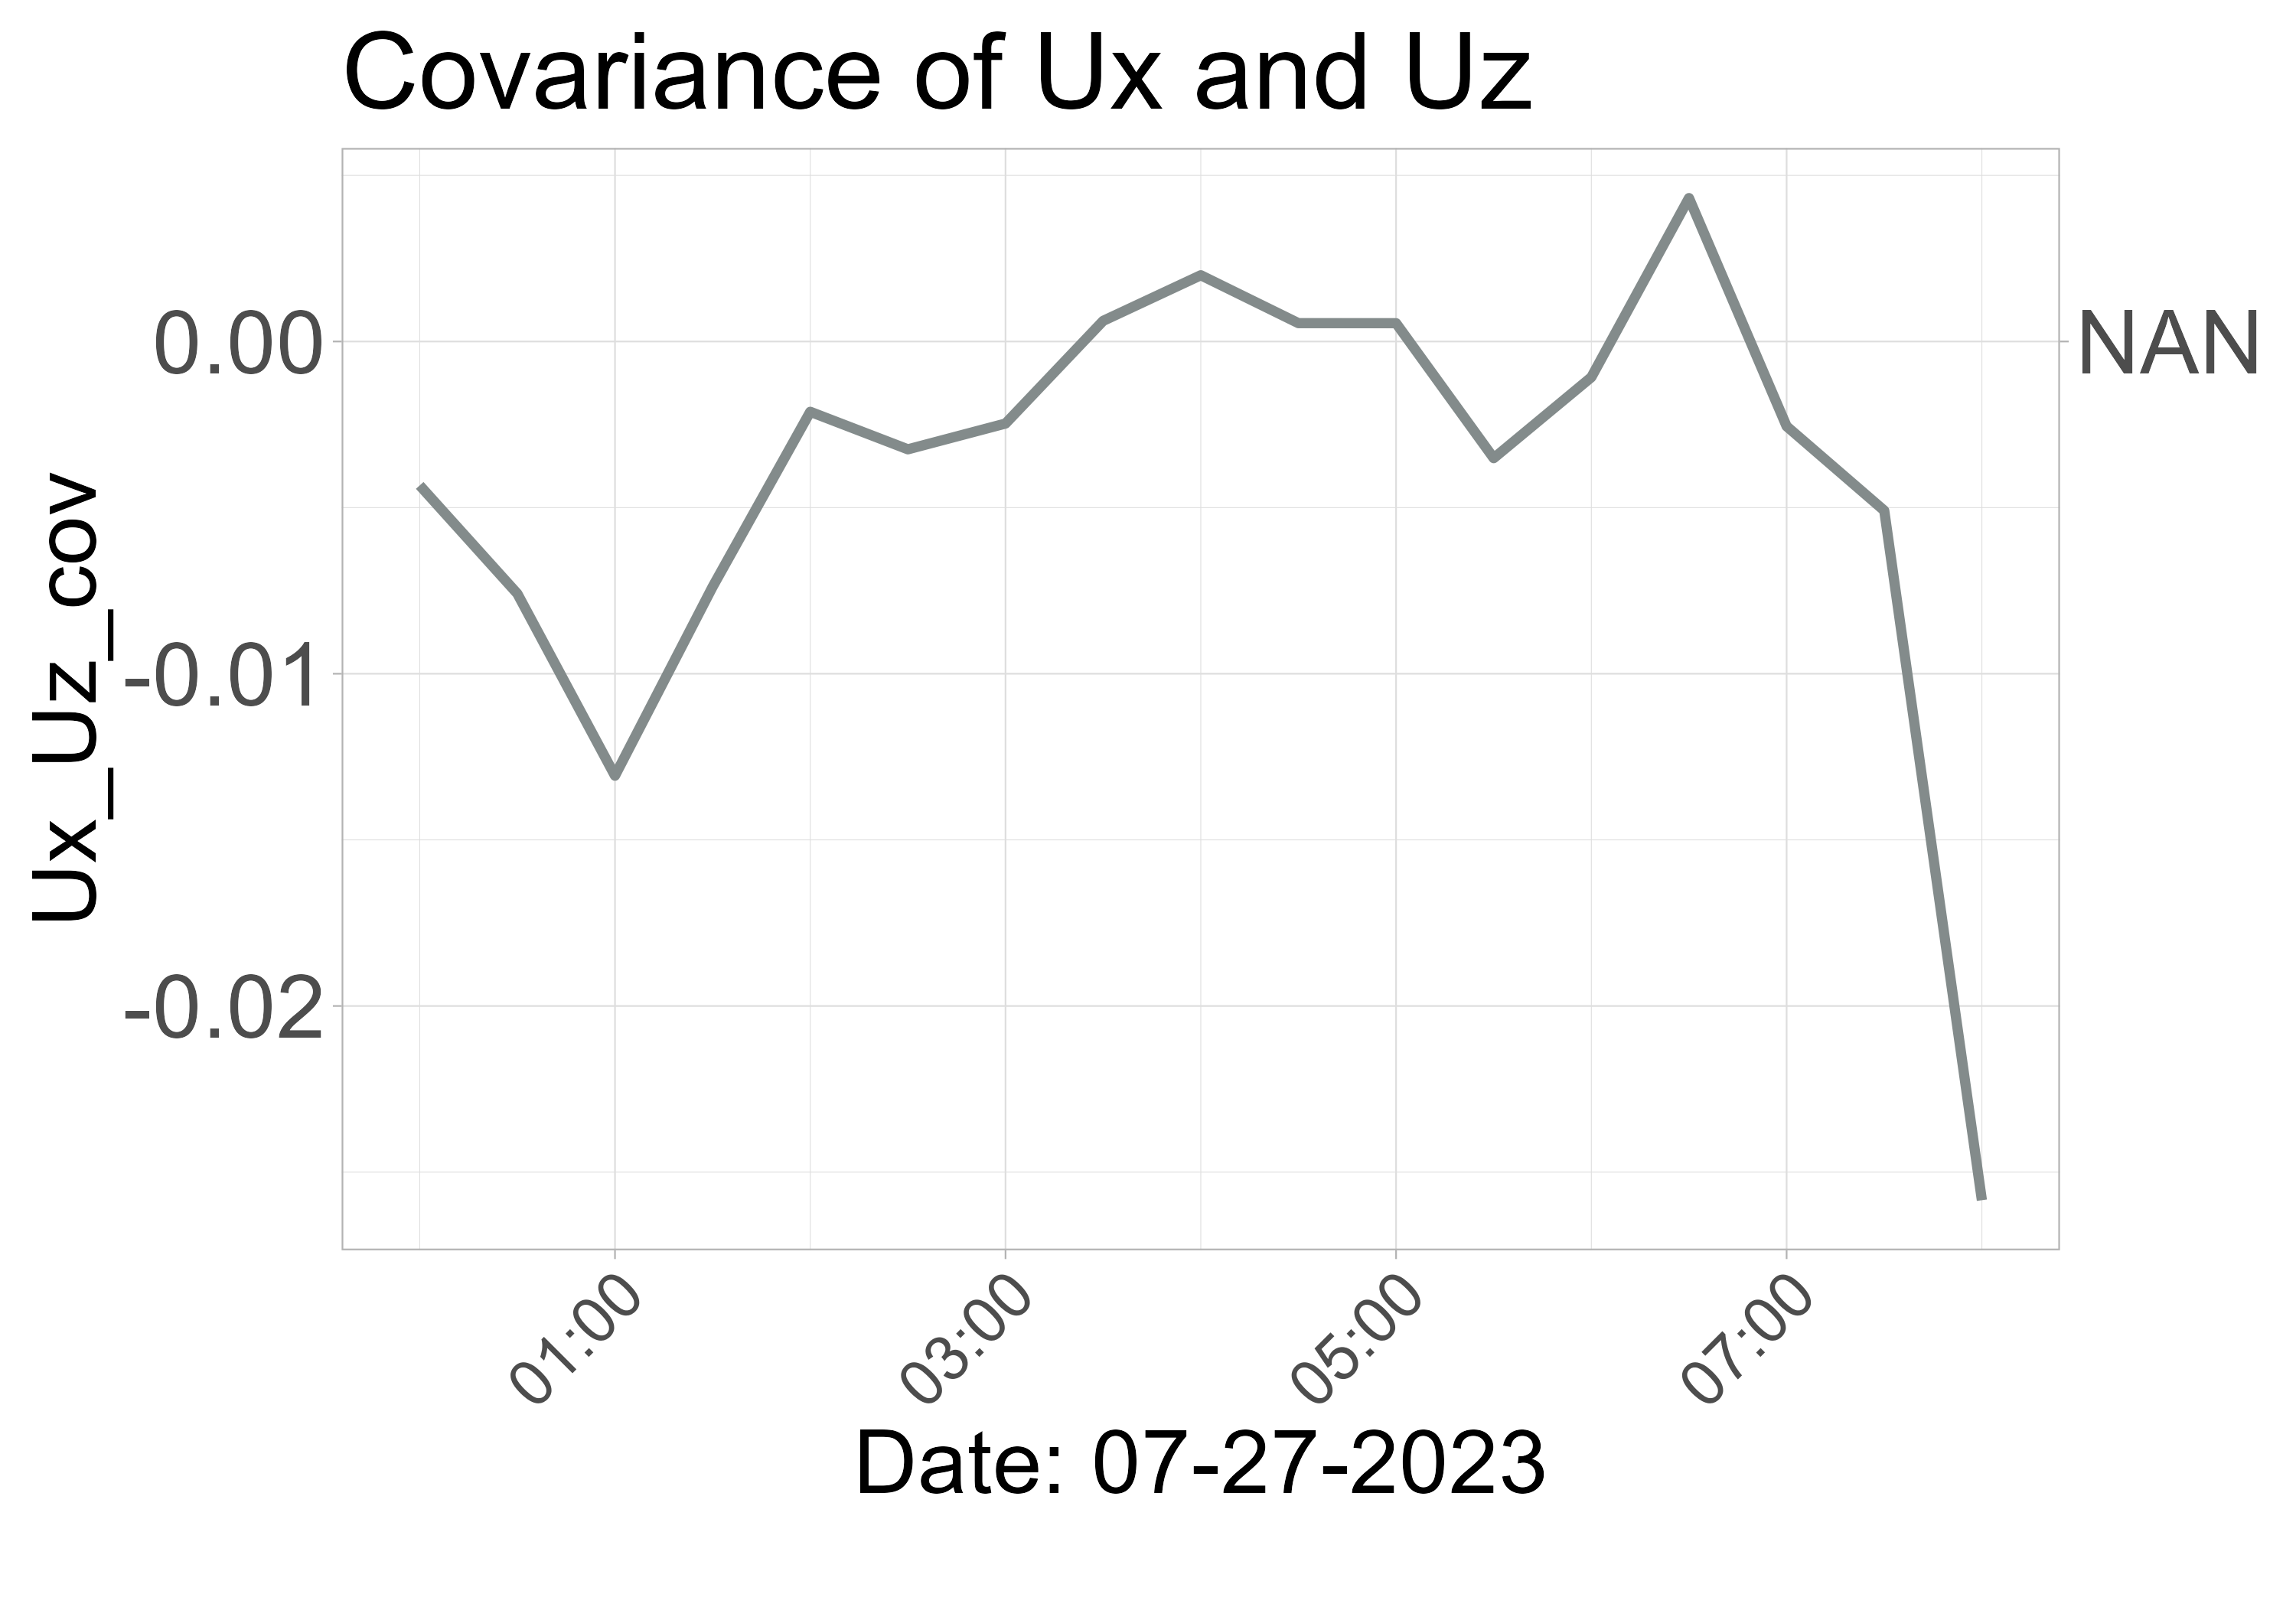 Covariance of Ux and Uz
Ux_Uz_cov
0.00
-0.01
-0.02
NAN
01:00
03:00
05:00
07:00
Date: 07-27-2023